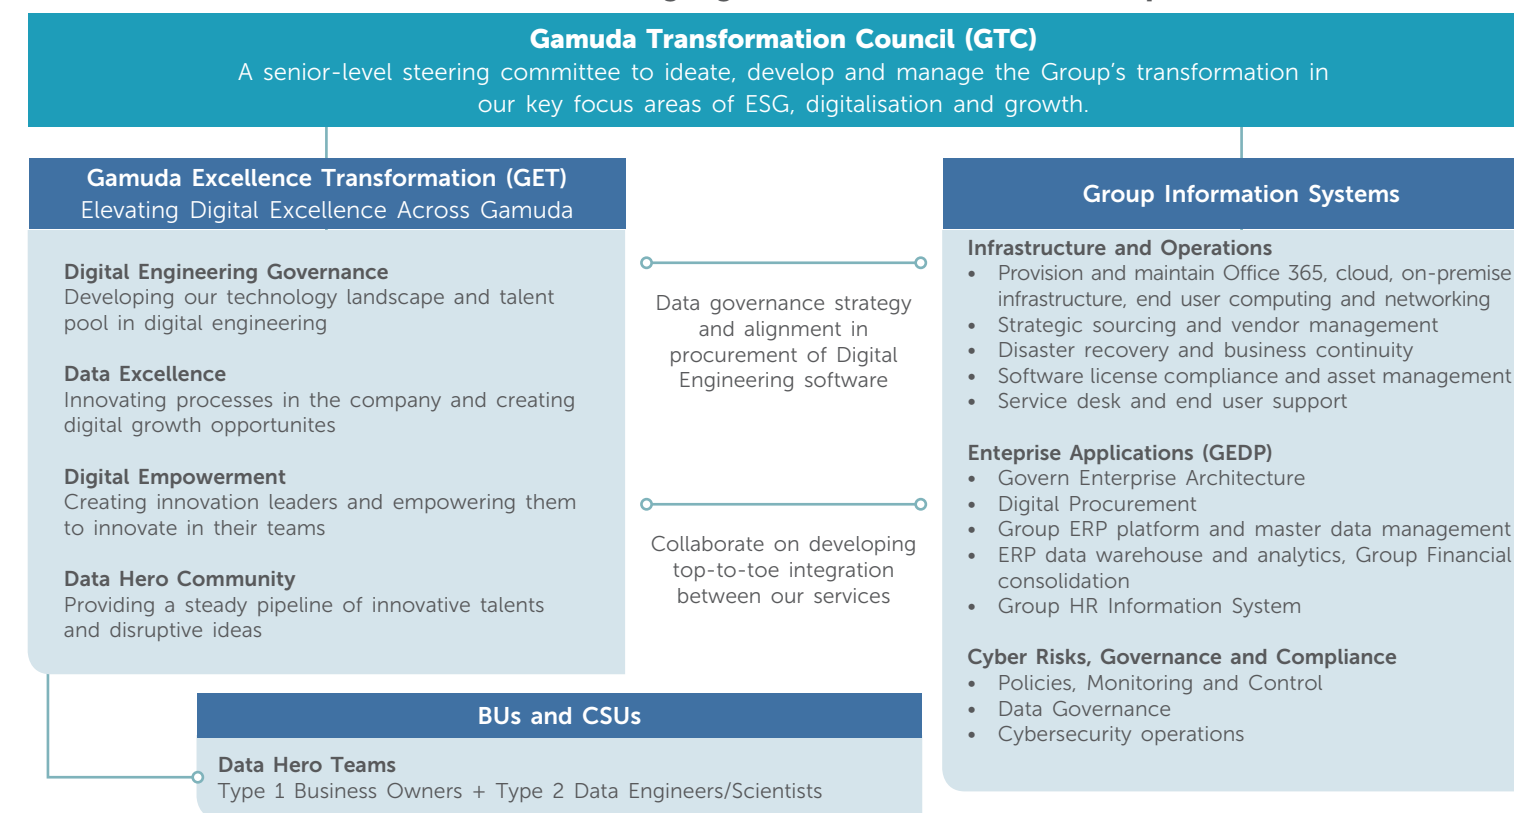 Gamuda Transformation Council (GTC)
A senior-level steering committee to ideate, develop and manage the Group's transformation in
our key focus areas of ESG, digitalisation and growth.
Gamuda Excellence Transformation (GET)
Elevating Digital Excellence Across Gamuda
Digital Engineering Governance
Developing our technology landscape and talent
pool in digital engineering
Data Excellence
Innovating processes in the company and creating
digital growth opportunites
Digital Empowerment
Creating innovation leaders and empowering them
to innovate in their teams
Data Hero Community
Providing a steady pipeline of innovative talents
and disruptive ideas
Data governance strategy
and alignment in
procurement of Digital
Engineering software
Collaborate on developing
top-to-toe integration
between our services
Group Information Systems
Infrastructure and Operations
• Provision and maintain Office 365, cloud, on-premise
infrastructure, end user computing and networking
• Strategic sourcing and vendor management
• Disaster recovery and business continuity
• Software license compliance and asset management
• Service desk and end user support
Enteprise Applications (GEDP)
• Govern Enterprise Architecture
• Digital Procurement
• Group ERP platform and master data management
• ERP data warehouse and analytics, Group Financial
consolidation
• Group HR Information System
Cyber Risks, Governance and Compliance
• Policies, Monitoring and Control
• Data Governance
• Cybersecurity operations
BUs and CSUs
Data Hero Teams
Type 1 Business Owners + Type 2 Data Engineers/Scientists